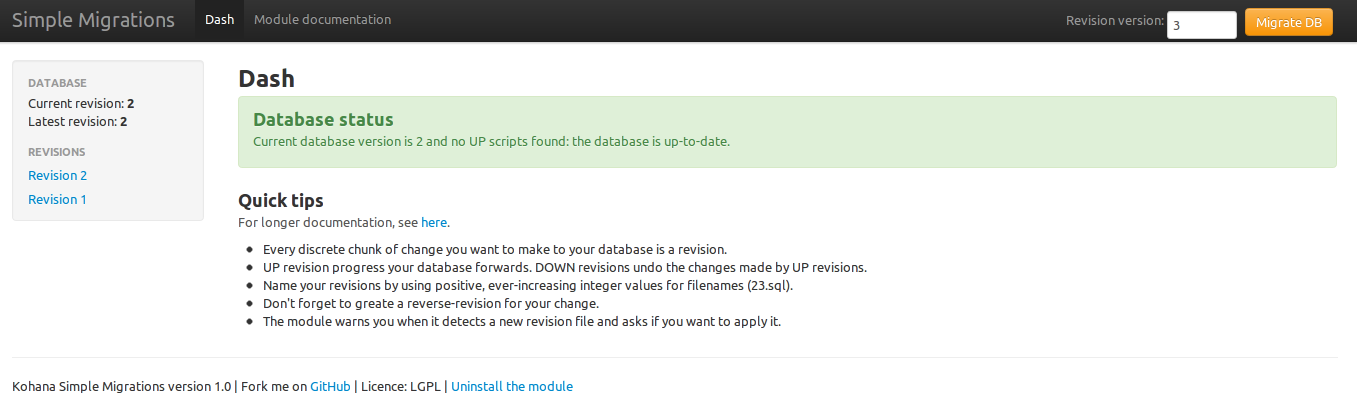 Simple Migrations Dash Module documentation Revision version: 3 Migrate DB
DATABASE
Current revision: 2
Latest revision: 2
REVISIONS
Revision 2
Revision 1
Dash
Database status
Current database version is 2 and no UP scripts found: the database is up-to-date.
Quick tips
For longer documentation, see here.
Every discrete chunk of change you want to make to your database is a revision.
UP revision progress your database forwards. DOWN revisions undo the changes made by UP revisions.
Name your revisions by using positive, ever-increasing integer values for filenames (23.sql).
Don't forget to greate a reverse-revision for your change.
The module warns you when it detects a new revision file and asks if you want to apply it.
Kohana Simple Migrations version 1.0 | Fork me on GitHub | Licence: LGPL | Uninstall the module